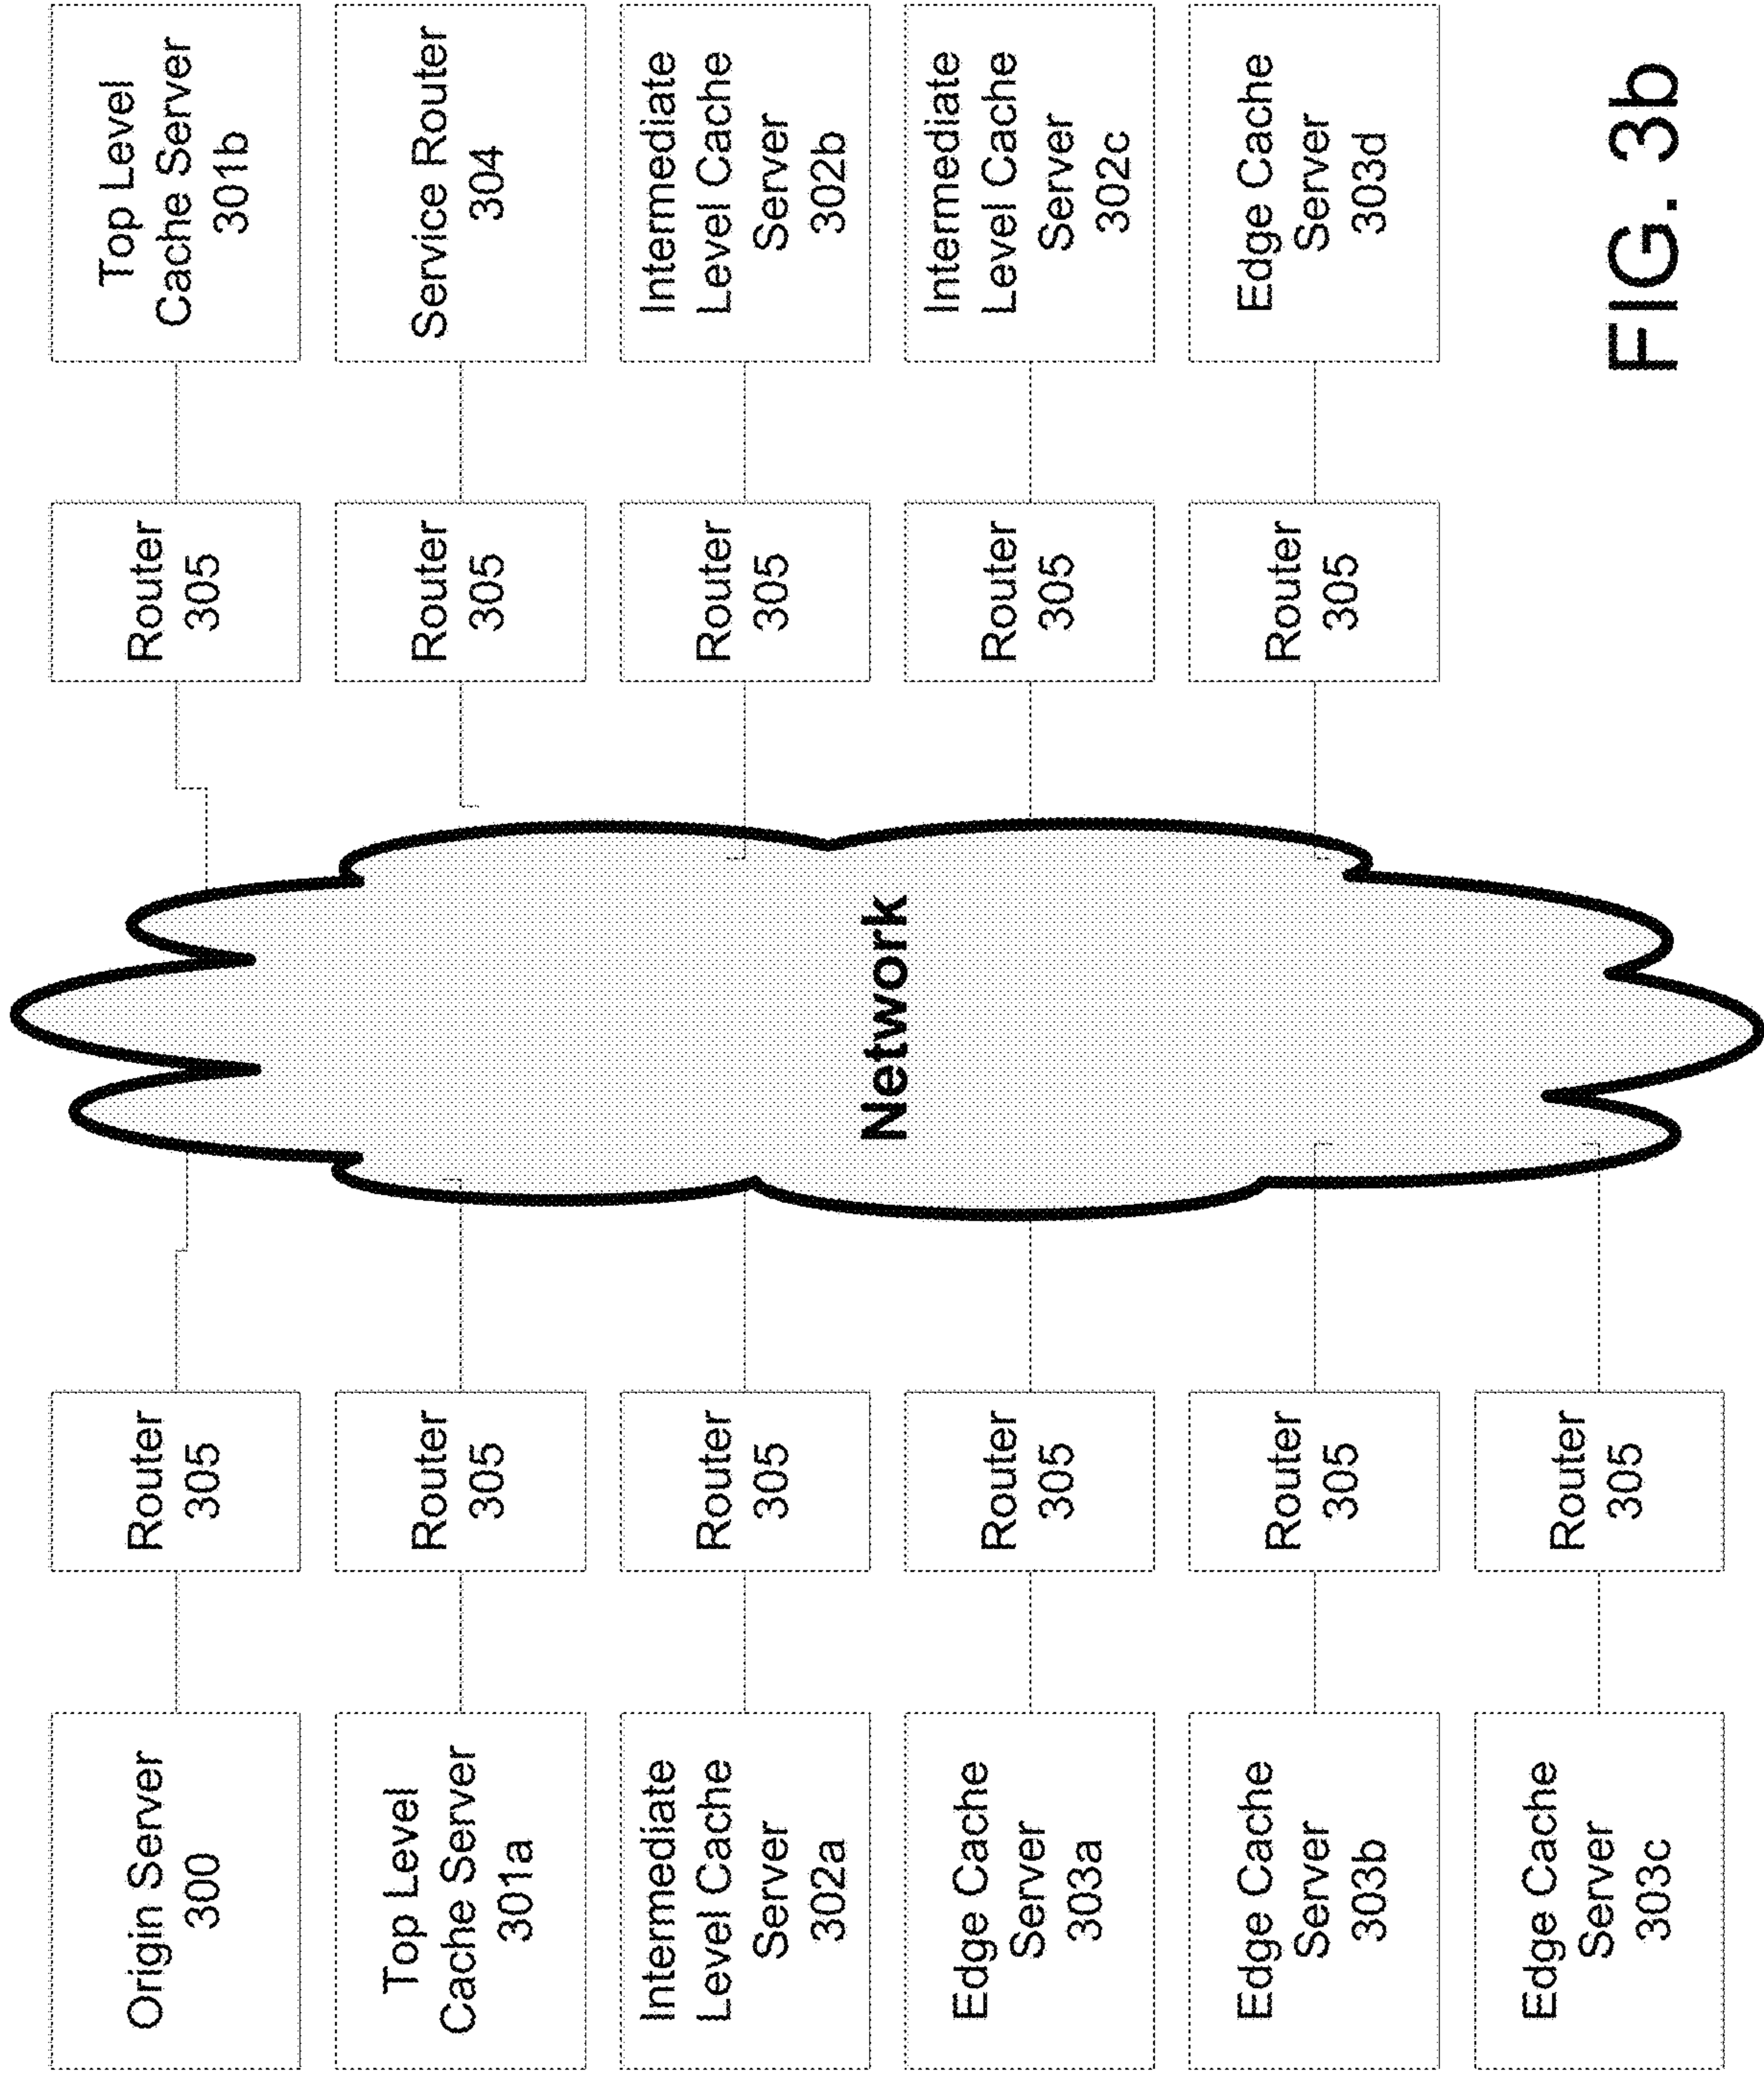 Origin Server
300
Router
305
Router
305
Top Level
Cache Server
301b
Top Level
Cache Server
301a
Router
305
Router
305
Service Router
304
Intermediate
Level Cache
Server
302a
Router
305
Network
Router
305
Intermediate
Level Cache
Server
302b
Edge Cache
Server
303a
Router
305
Router
305
Intermediate
Level Cache
Server
302c
Edge Cache
Server
303b
Router
305
Router
305
Edge Cache
Server
303d
Edge Cache
Server
303c
Router
305
FIG. 3b